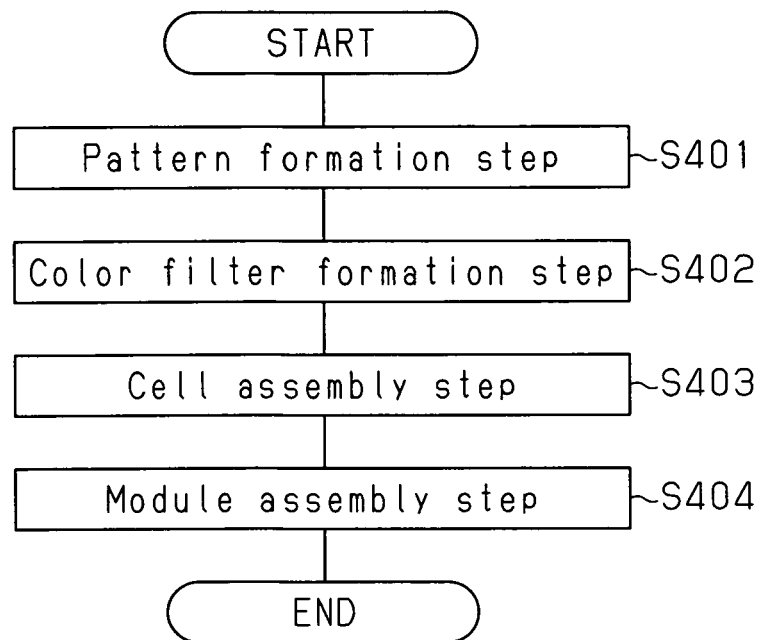 START
Pattern formation step ~S401
Color filter formation step ~S402
Cell assembly step ~S403
Module assembly step ~S404
END